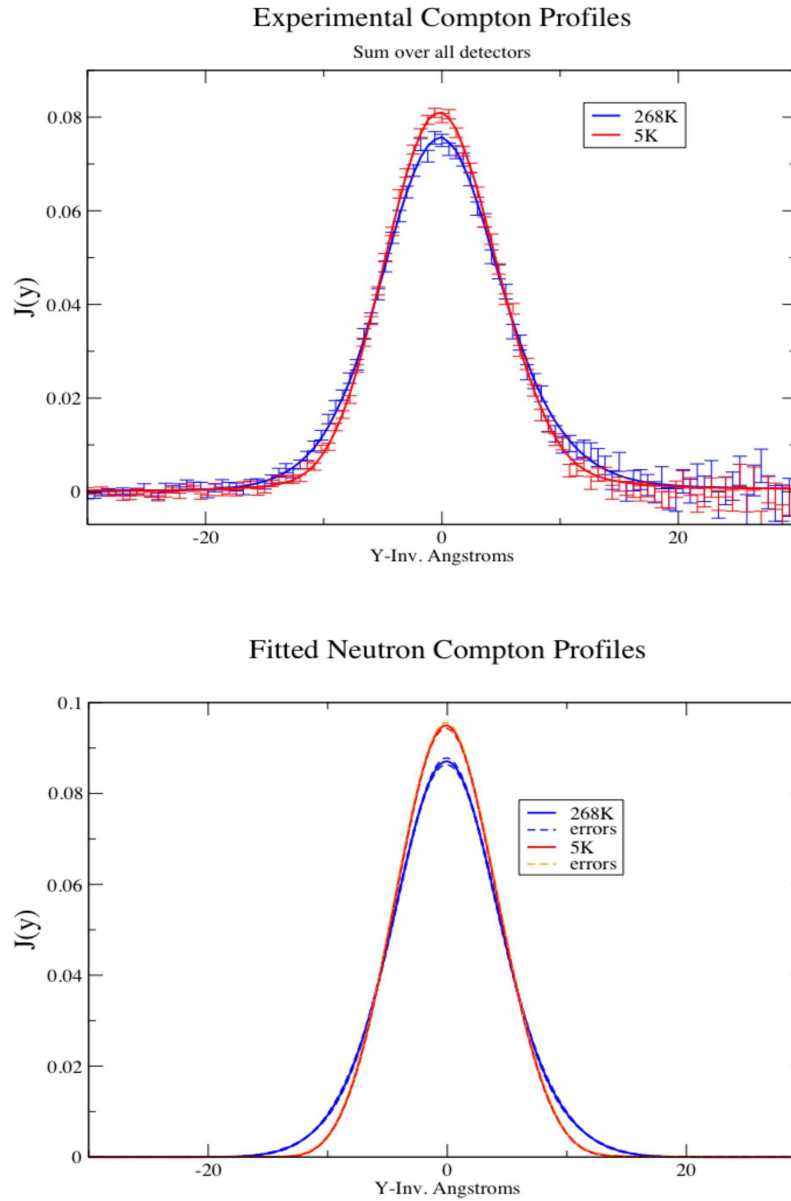 Experimental Compton Profiles
Sum over all detectors
268K
5K
0.08
0.06
0.04
0.02
0
J(y)
-20 0 20
Y-Inv. Angstroms
Fitted Neutron Compton Profiles
0.1
268K
errors
5K
errors
0.08
0.06
0.04
0.02
0
J(y)
-20 0 20
Y-Inv. Angstroms